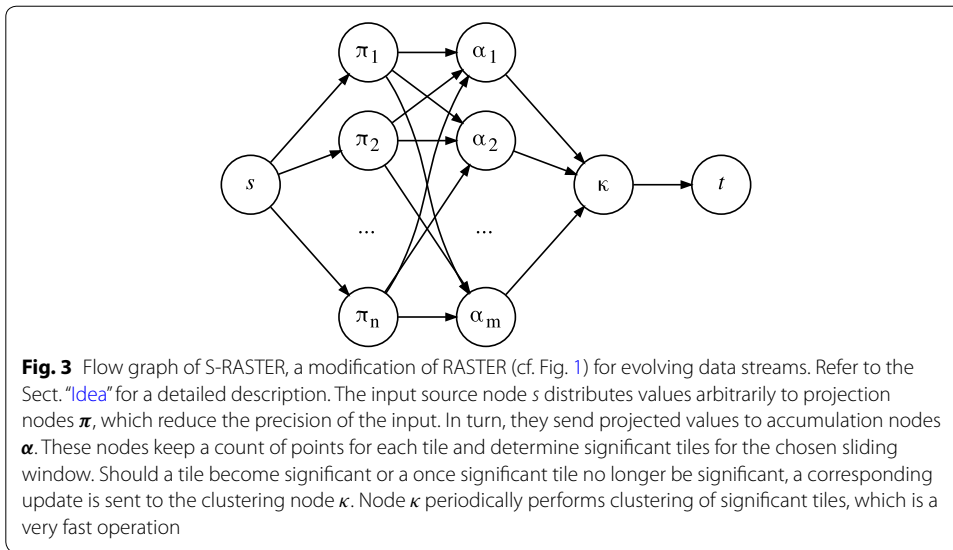 π1 α1
π2 α2
s κ t
... ...
πn αm
Fig. 3 Flow graph of S-RASTER, a modification of RASTER (cf. Fig. 1) for evolving data streams. Refer to the
Sect. “Idea” for a detailed description. The input source node s distributes values arbitrarily to projection
nodes π, which reduce the precision of the input. In turn, they send projected values to accumulation nodes
α. These nodes keep a count of points for each tile and determine significant tiles for the chosen sliding
window. Should a tile become significant or a once significant tile no longer be significant, a corresponding
update is sent to the clustering node κ. Node κ periodically performs clustering of significant tiles, which is a
very fast operation